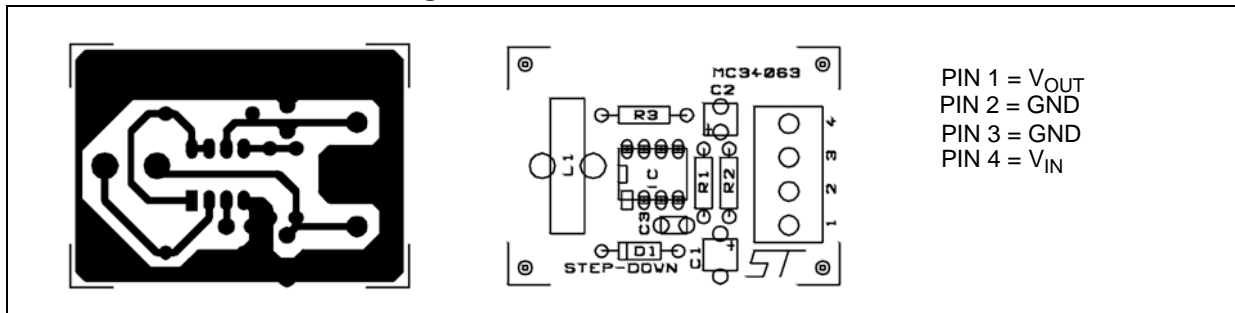 MC34063
C2
R3
+
4
3
2
1
L1
IC
R1
R2
C3
D1
C1
+
STEP-DOWN
ST
PIN 1 = VOUT
PIN 2 = GND
PIN 3 = GND
PIN 4 = VIN